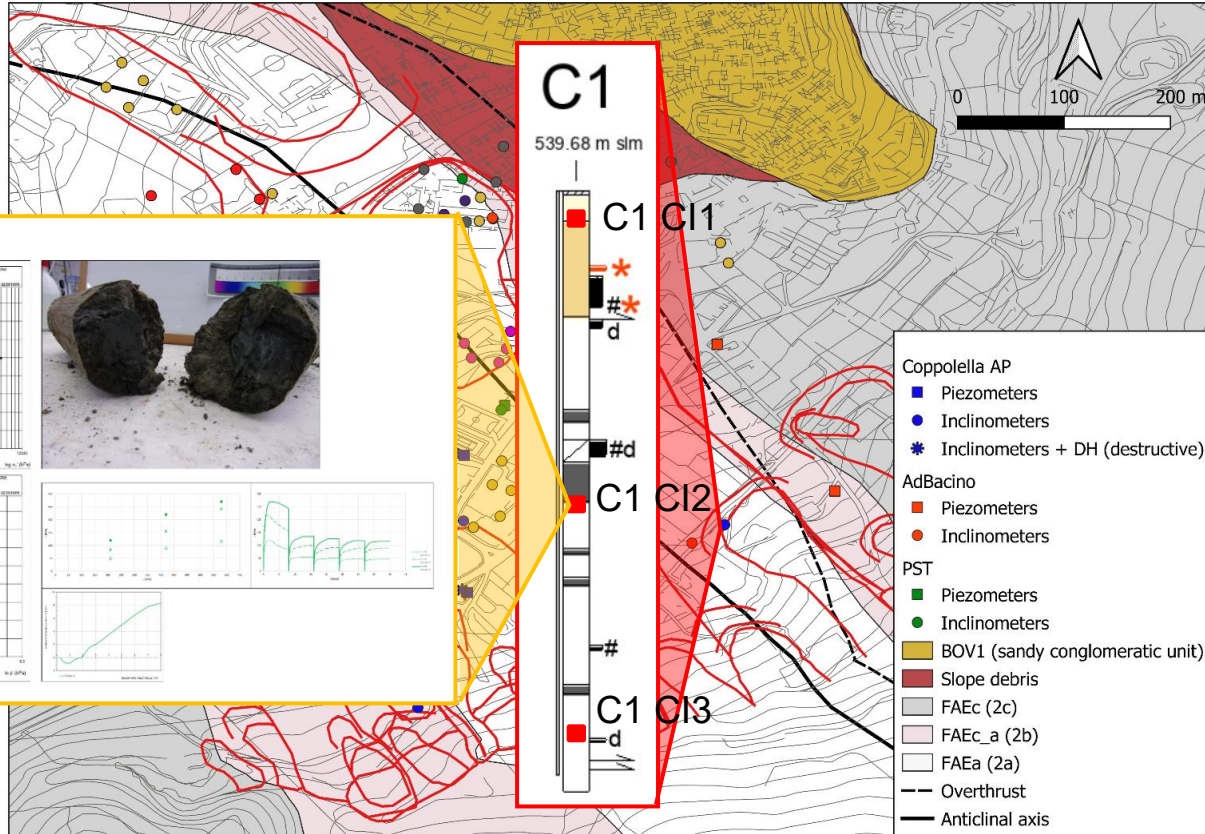 C1
539.68 m slm
C1 CI1
*
#*
d
#d
C1 CI2
#
C1 CI3
d
0 100 200 m
Coppolella AP
Piezometers
Inclinometers
Inclinometers + DH (destructive)
AdBacino
Piezometers
Inclinometers
PST
Piezometers
Inclinometers
BOV1 (sandy conglomeratic unit)
Slope debris
FAEc (2c)
FAEc_a (2b)
FAEa (2a)
Overthrust
Anticlinal axis